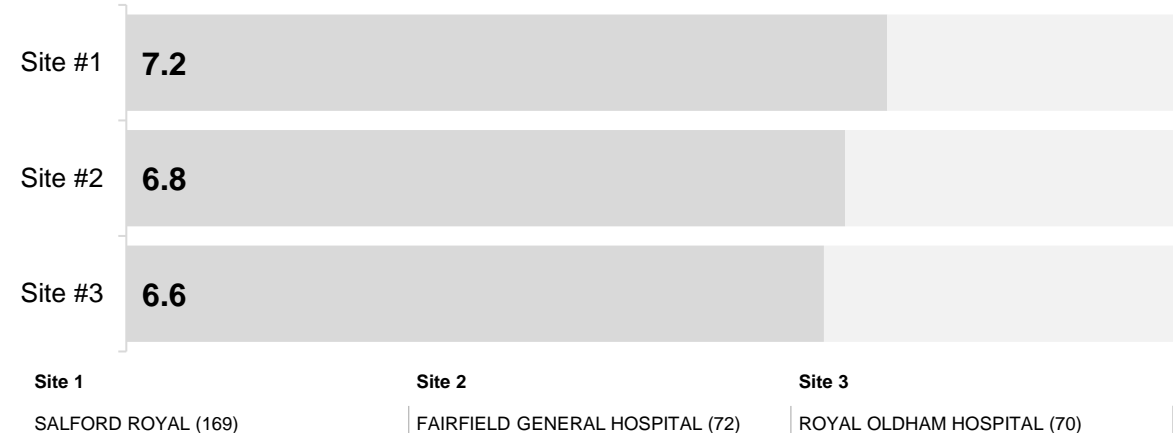 Site #1 7.2
Site #2 6.8
Site #3 6.6
Site 1 Site 2 Site 3
SALFORD ROYAL (169) FAIRFIELD GENERAL HOSPITAL (72) ROYAL OLDHAM HOSPITAL (70)